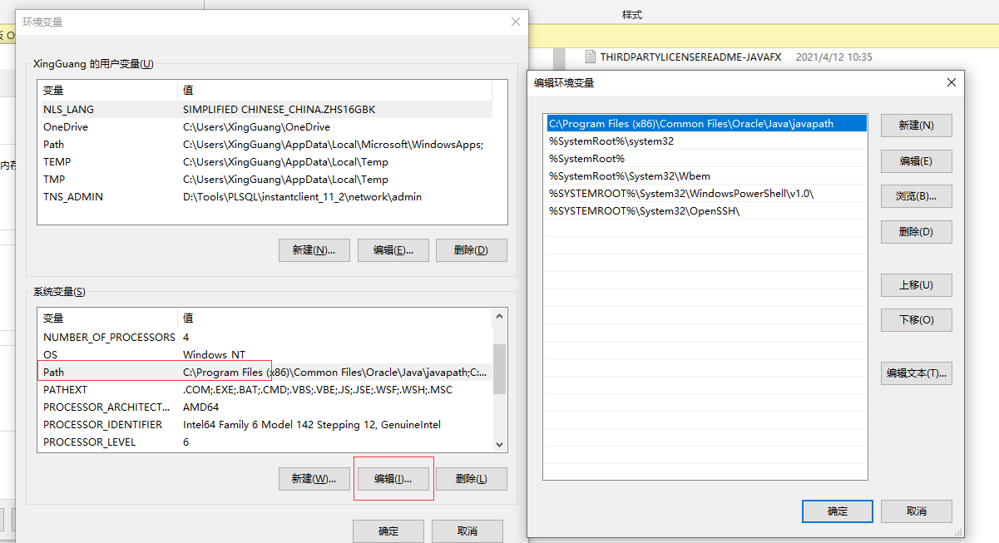 样式
THIRDPARTYLICENSEREADME-JAVAFX 2021/4/12 10:35
环境变量
XingGuang 的用户变量(U)
变量 值
NLS_LANG SIMPLIFIED CHINESE_CHINA.ZHS16GBK
OneDrive C:\Users\XingGuang\OneDrive
Path C:\Users\XingGuang\AppData\Local\Microsoft\WindowsApps;
TEMP C:\Users\XingGuang\AppData\Local\Temp
TMP C:\Users\XingGuang\AppData\Local\Temp
TNS_ADMIN D:\Tools\PLSQL\instantclient_11_2\network\admin
新建(N)... 编辑(E)... 删除(D)
系统变量(S)
变量 值
NUMBER_OF_PROCESSORS 4
OS Windows_NT
Path C:\Program Files (x86)\Common Files\Oracle\Java\javapath;C:...
PATHEXT .COM;.EXE;.BAT;.CMD;.VBS;.VBE;.JS;.JSE;.WSF;.WSH;.MSC
PROCESSOR_ARCHITECT... AMD64
PROCESSOR_IDENTIFIER Intel64 Family 6 Model 142 Stepping 12, GenuineIntel
PROCESSOR_LEVEL 6
新建(W)... 编辑(I)... 删除(L)
确定 取消
内存
编辑环境变量
C:\Program Files (x86)\Common Files\Oracle\Java\javapath
%SystemRoot%\system32
%SystemRoot%
%SystemRoot%\System32\Wbem
%SYSTEMROOT%\System32\WindowsPowerShell\v1.0\
%SYSTEMROOT%\System32\OpenSSH\
新建(N)
编辑(E)
浏览(B)...
删除(D)
上移(U)
下移(O)
编辑文本(T)...
确定 取消